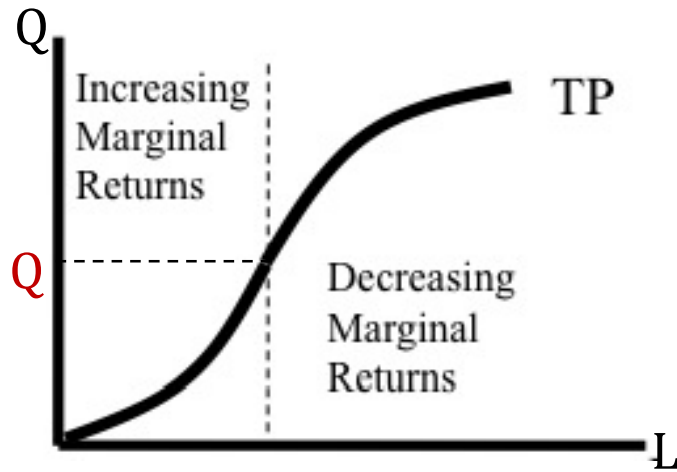 Q
Increasing
Marginal
Returns
TP
Q
Decreasing
Marginal
Returns
L